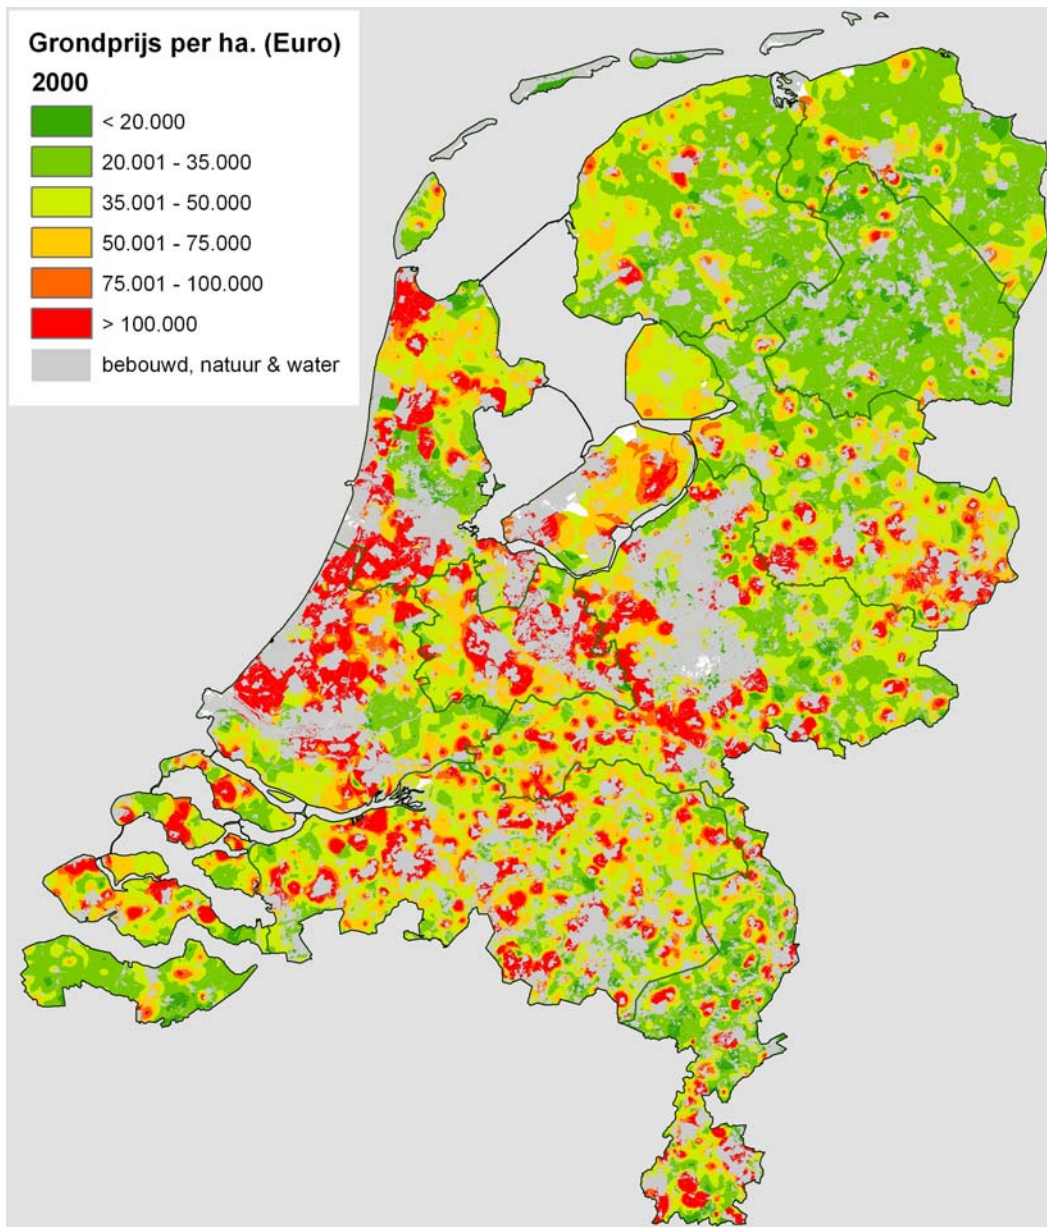 Grondprijs per ha. (Euro)
2000
< 20.000
20.001 - 35.000
35.001 - 50.000
50.001 - 75.000
75.001 - 100.000
> 100.000
bebouwd, natuur & water